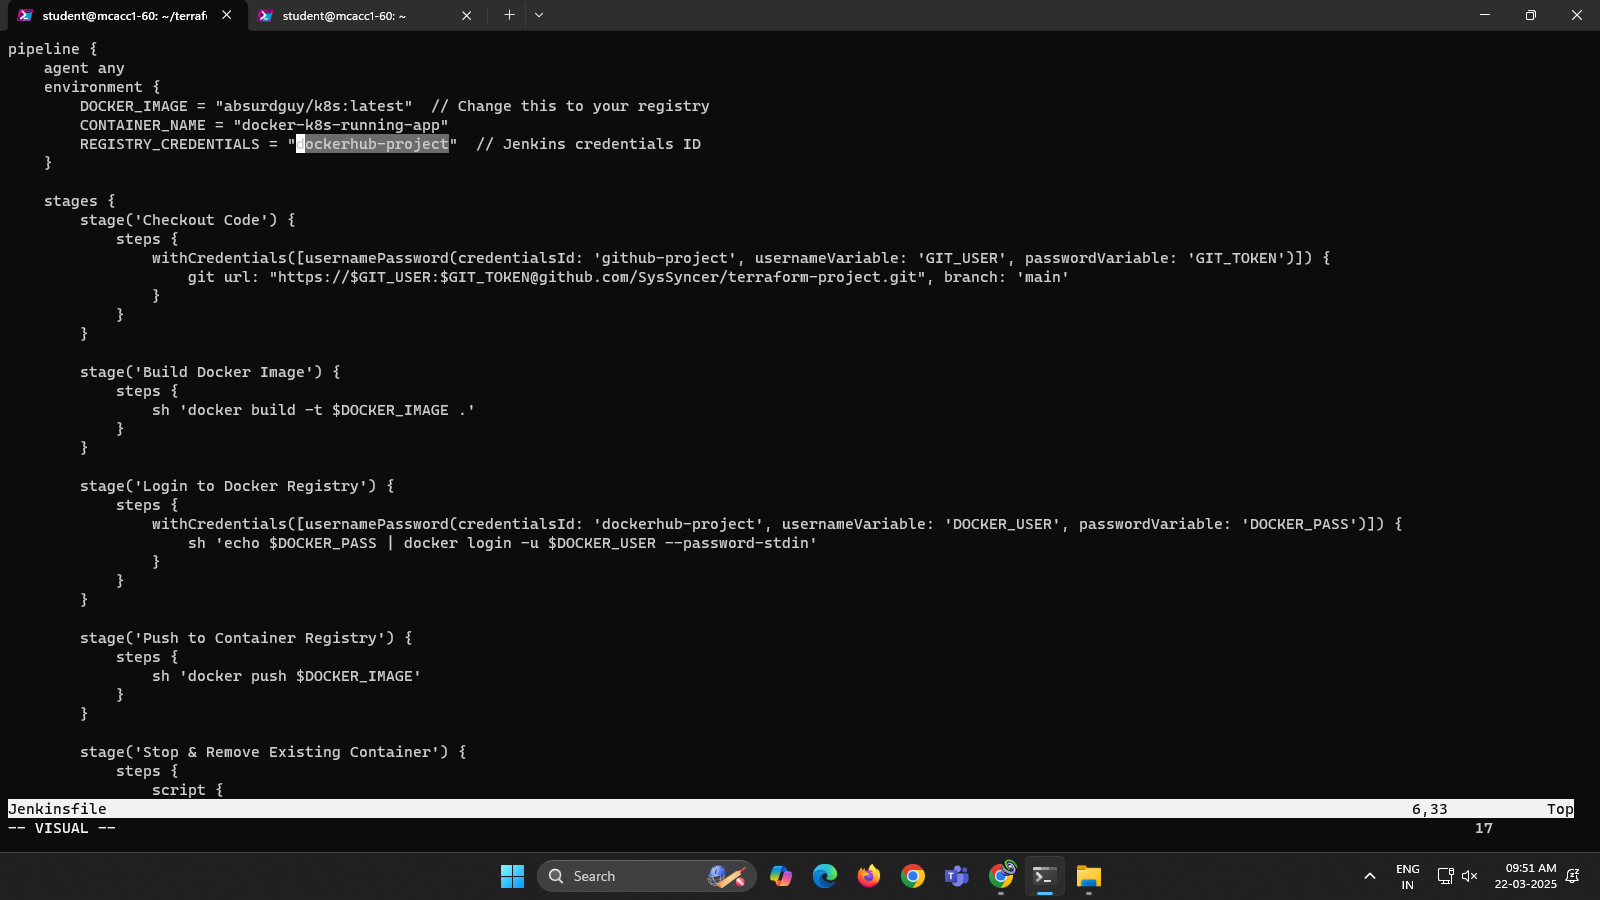 student@mcacc1-60: ~/terraf
student@mcacc1-60: ~
pipeline {
    agent any
    environment {
        DOCKER_IMAGE = "absurdguy/k8s:latest"  // Change this to your registry
        CONTAINER_NAME = "docker-k8s-running-app"
        REGISTRY_CREDENTIALS = "dockerhub-project"  // Jenkins credentials ID
    }
    stages {
        stage('Checkout Code') {
            steps {
                withCredentials([usernamePassword(credentialsId: 'github-project', usernameVariable: 'GIT_USER', passwordVariable: 'GIT_TOKEN')]) {
                    git url: "https://$GIT_USER:$GIT_TOKEN@github.com/SysSyncer/terraform-project.git", branch: 'main'
                }
            }
        }
        stage('Build Docker Image') {
            steps {
                sh 'docker build -t $DOCKER_IMAGE .'
            }
        }
        stage('Login to Docker Registry') {
            steps {
                withCredentials([usernamePassword(credentialsId: 'dockerhub-project', usernameVariable: 'DOCKER_USER', passwordVariable: 'DOCKER_PASS')]) {
                    sh 'echo $DOCKER_PASS | docker login -u $DOCKER_USER --password-stdin'
                }
            }
        }
        stage('Push to Container Registry') {
            steps {
                sh 'docker push $DOCKER_IMAGE'
            }
        }
        stage('Stop & Remove Existing Container') {
            steps {
                script {
Jenkinsfile 6,33 Top
-- VISUAL -- 17
Search
ENG
IN
09:51 AM
22-03-2025